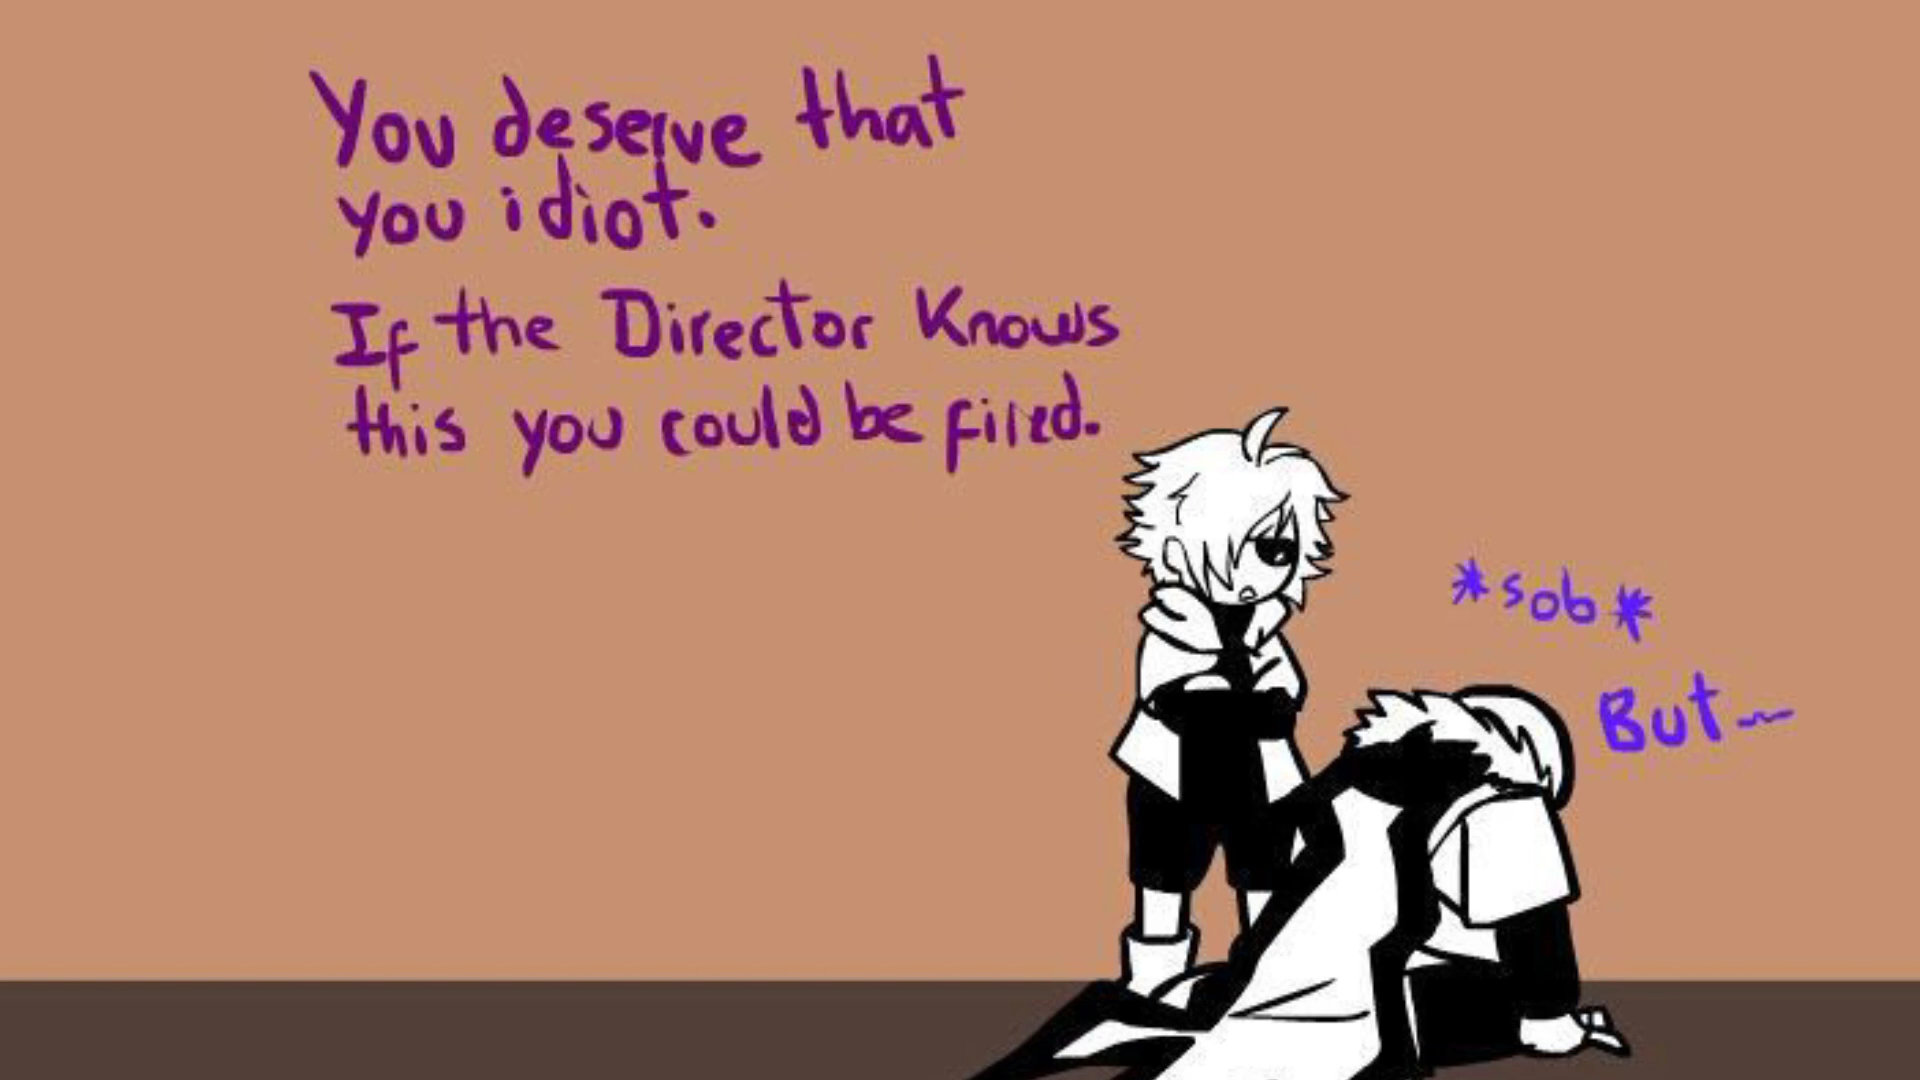 You deserve that
you idiot.
If the Director Knows
this you could be fired.
*sob*
But~